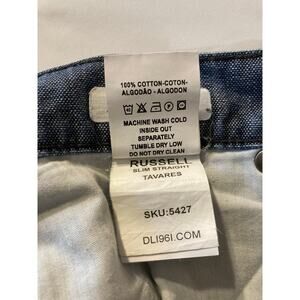 100% COTTON-COTON-
ALGODÃO - ALGODON
MACHINE WASH COLD
INSIDE OUT
SEPARATELY
TUMBLE DRY LOW
DO NOT DRY CLEAN
RUSSELL
SLIM STRAIGHT
TAVARES
SKU:5427
DL1961.COM